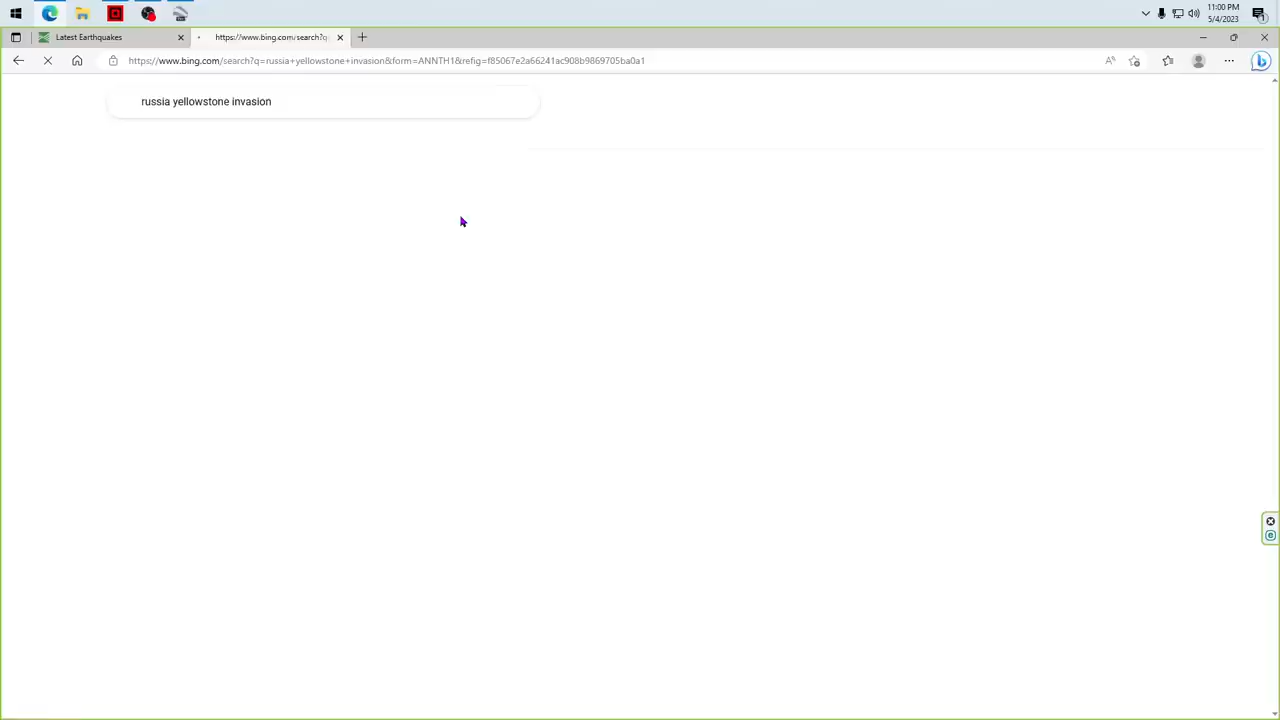 11:00 PM
5/4/2023
Latest Earthquakes
https://www.bing.com/search?q
https://www.bing.com/search?q=russia+yellowstone+invasion&form=ANNTH1&refig=f85067e2a66241ac908b9869705ba0a1
russia yellowstone invasion